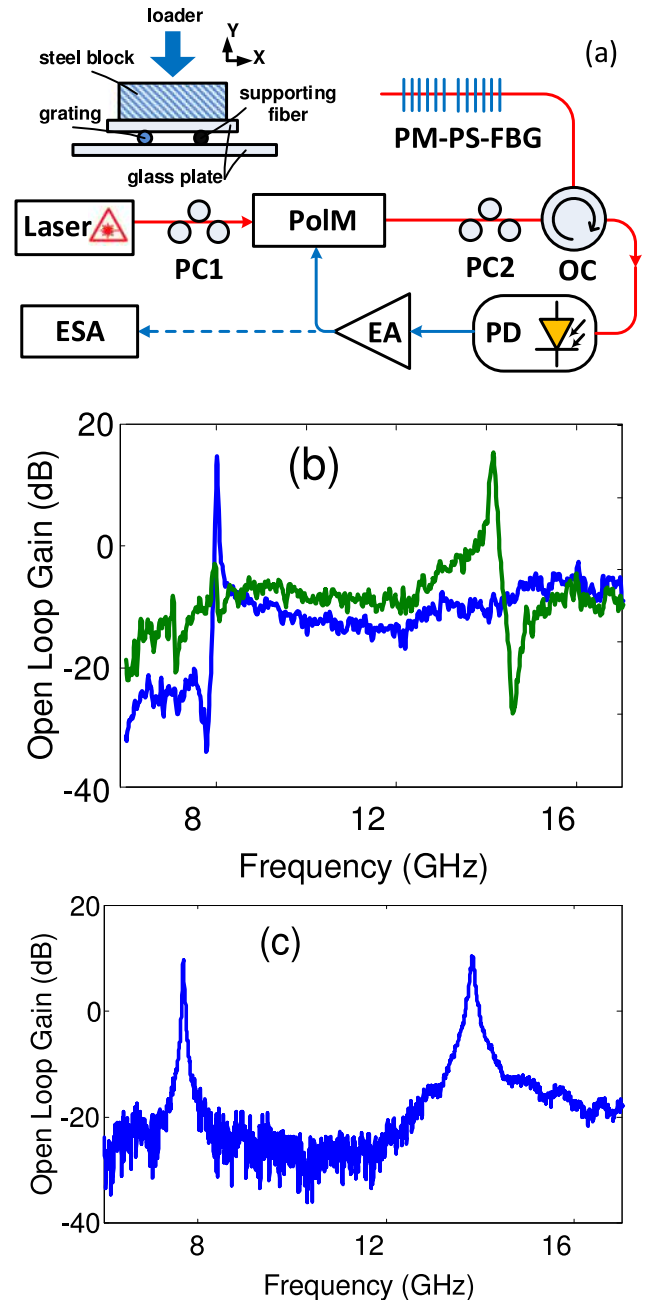 loader
Y
X
(a)
steel block
supporting fiber
grating
glass plate
PM-PS-FBG
Laser
PC1
PolM
PC2
OC
ESA
EA
PD
20
0
-20
-40
Open Loop Gain (dB)
(b)
8
12
16
Frequency (GHz)
20
0
-20
-40
Open Loop Gain (dB)
(c)
8
12
16
Frequency (GHz)